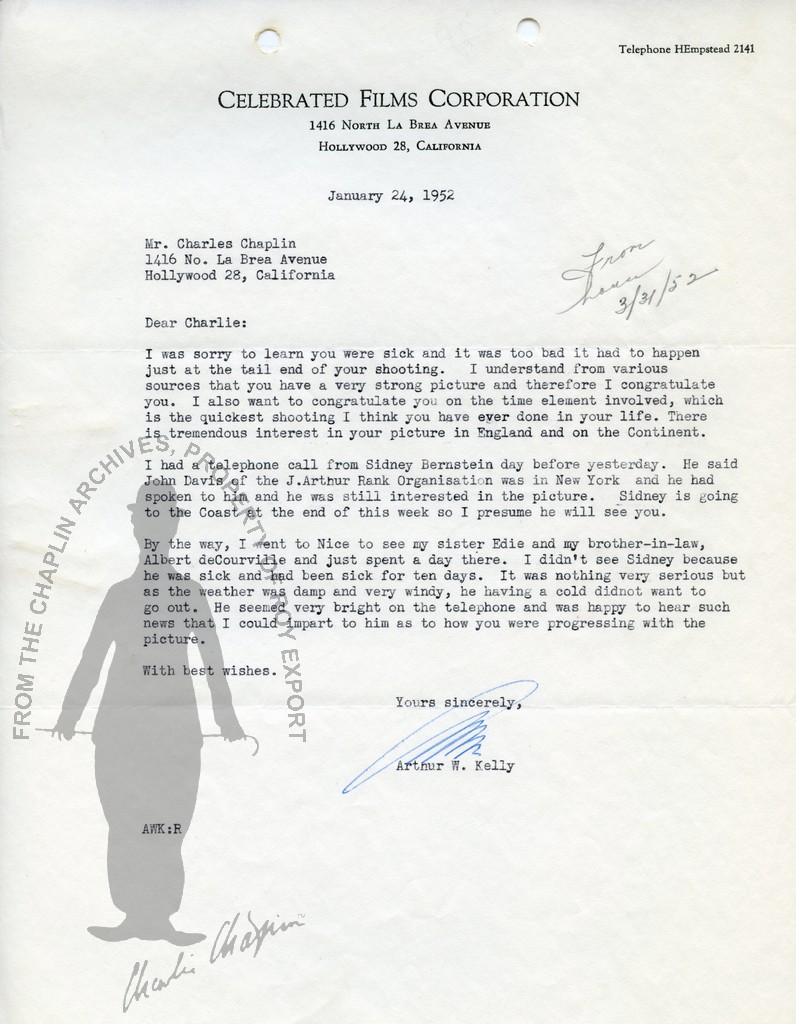 Telephone HEmpstead 2141
CELEBRATED FILMS CORPORATION
1416 NORTH LA BREA AVENUE
HOLLYWOOD 28, CALIFORNIA
January 24, 1952
Mr. Charles Chaplin
1416 No. La Brea Avenue
Hollywood 28, California
From
house
3/31/52
Dear Charlie:
I was sorry to learn you were sick and it was too bad it had to happen
just at the tail end of your shooting. I understand from various
sources that you have a very strong picture and therefore I congratulate
you. I also want to congratulate you on the time element involved, which
is the quickest shooting I think you have ever done in your life. There
is tremendous interest in your picture in England and on the Continent.
I had a telephone call from Sidney Bernstein day before yesterday. He said
John Davis of the J.Arthur Rank Organisation was in New York and he had
spoken to him and he was still interested in the picture. Sidney is going
to the Coast at the end of this week so I presume he will see you.
By the way, I went to Nice to see my sister Edie and my brother-in-law,
Albert deCourville and just spent a day there. I didn't see Sidney because
he was sick and had been sick for ten days. It was nothing very serious but
as the weather was damp and very windy, he having a cold didnot want to
go out. He seemed very bright on the telephone and was happy to hear such
news that I could impart to him as to how you were progressing with the
picture.
With best wishes.
Yours sincerely,
Arthur W. Kelly
AWK:R
FROM THE CHAPLIN ARCHIVES, PROPERTY OF ROY EXPORT
Charlie Chaplin